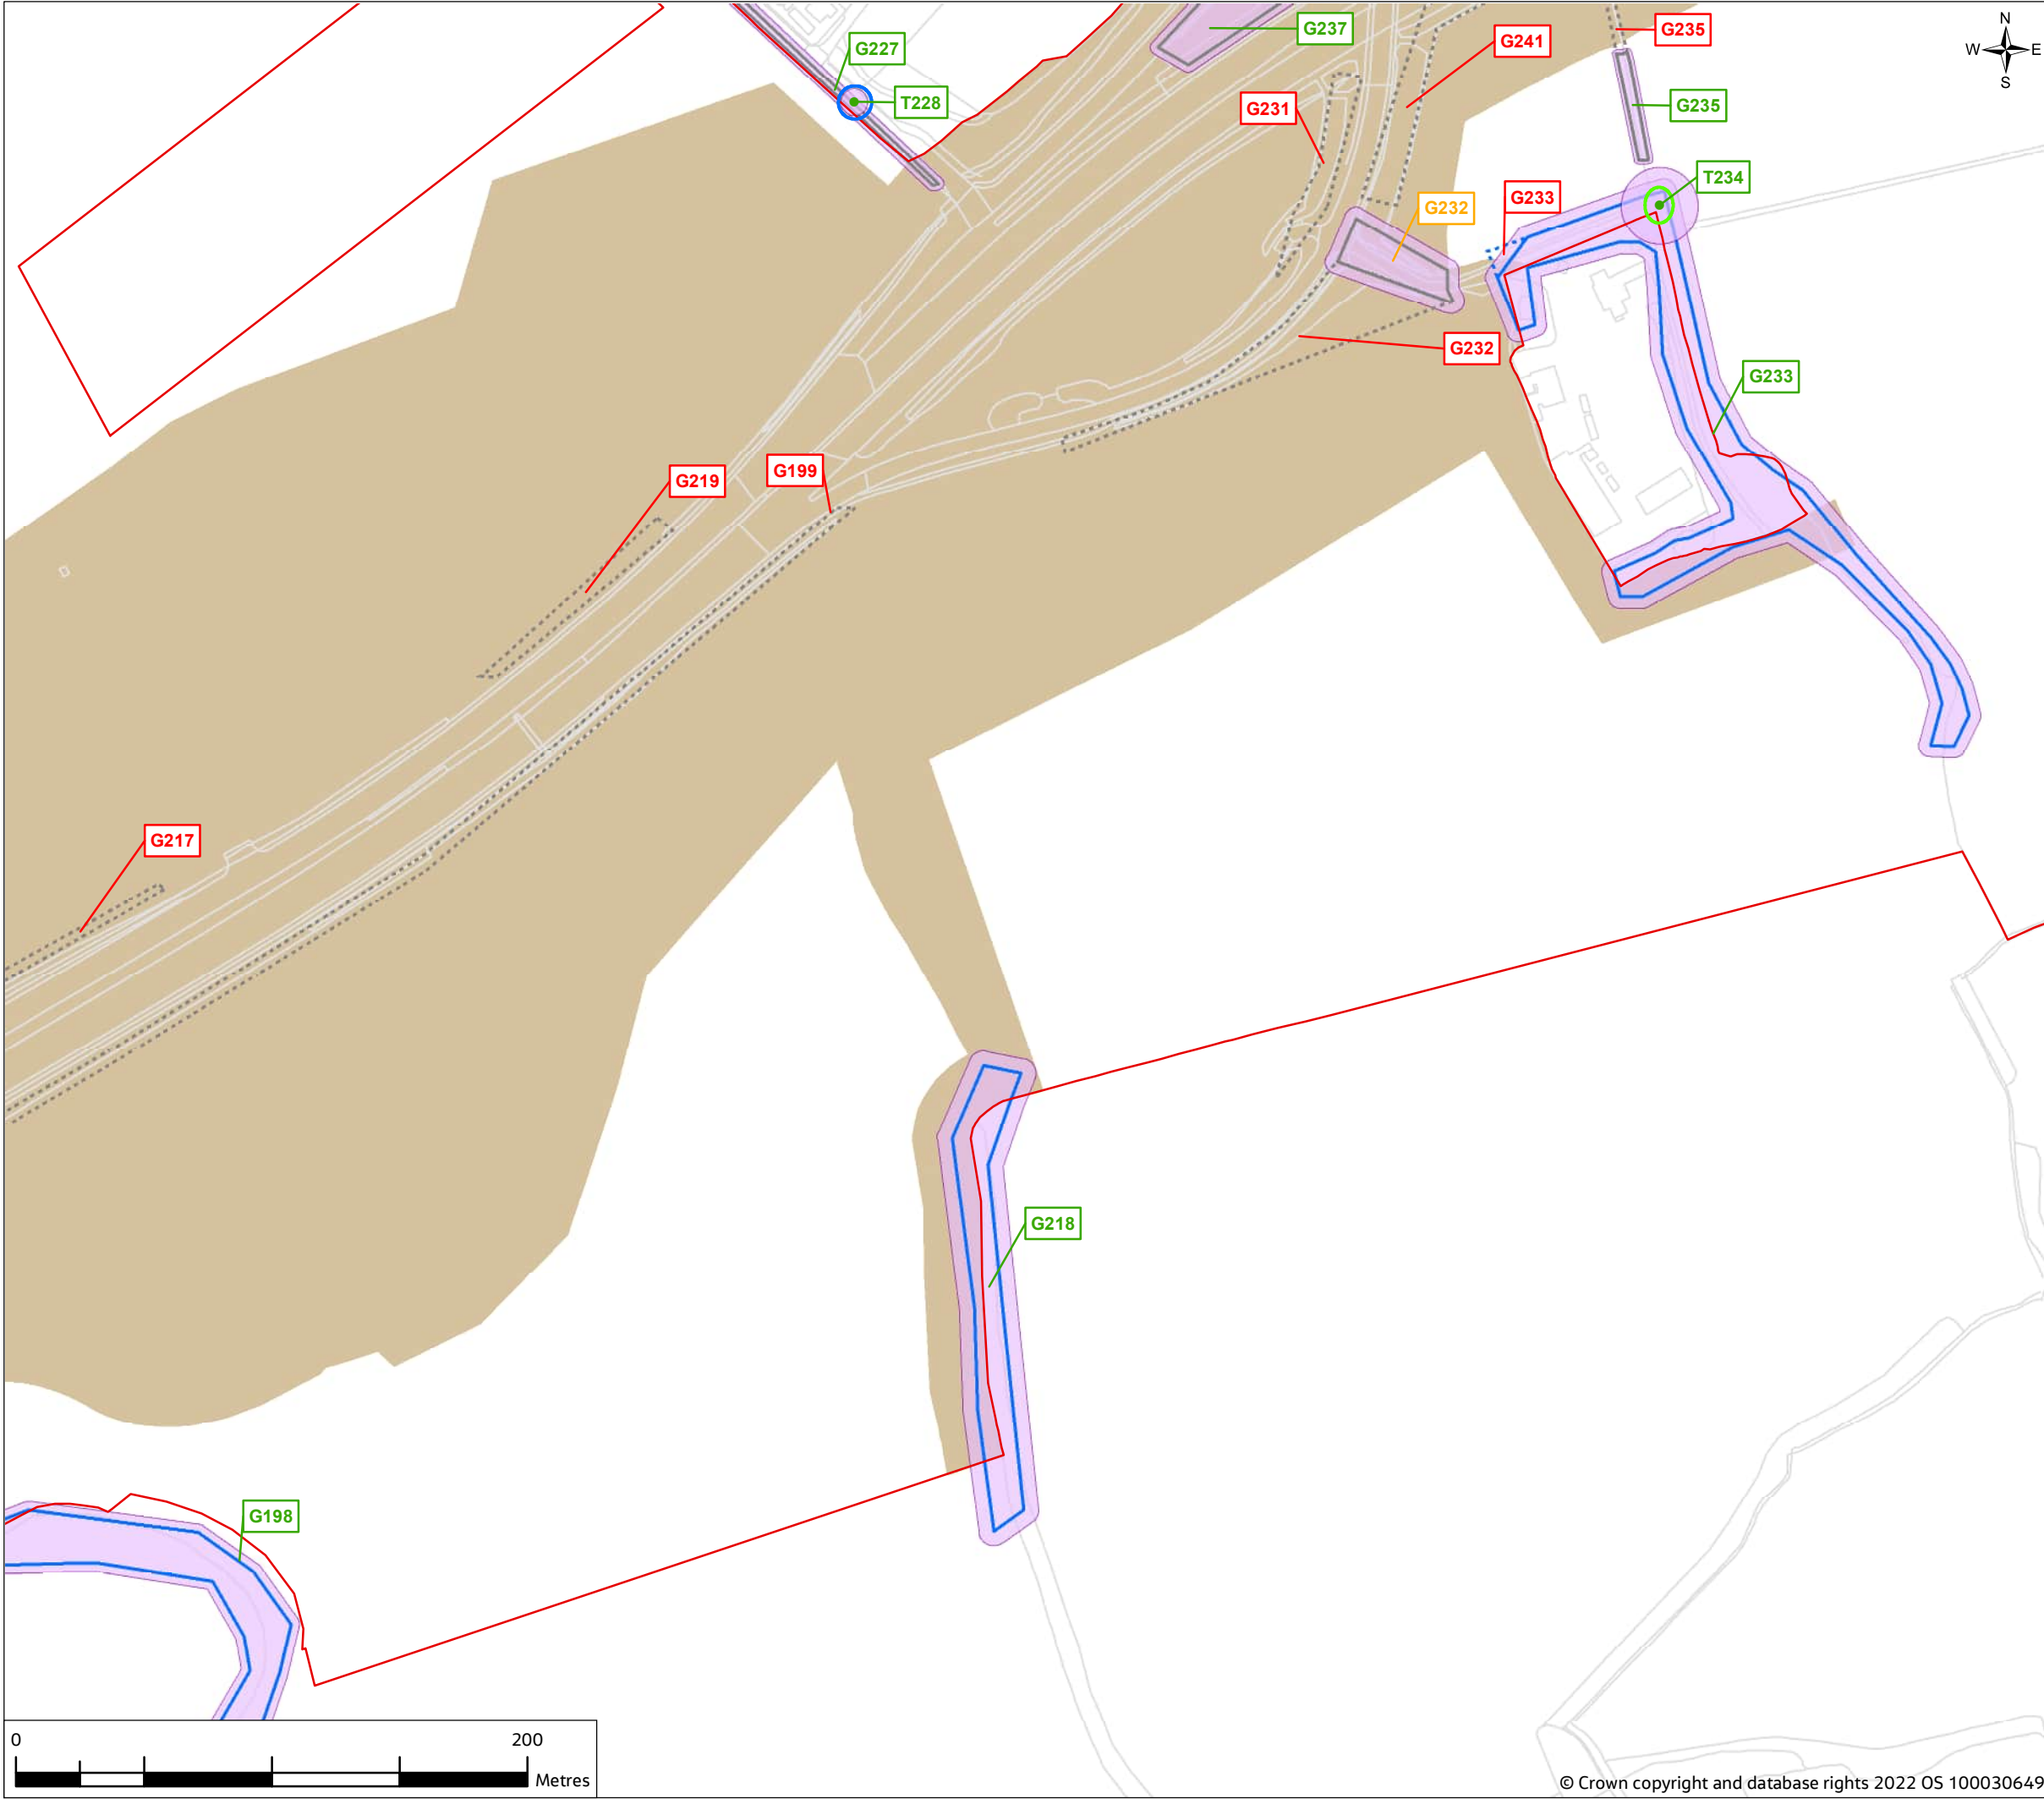 N
W E
S
G237
G227
T228
G241
G235
G231
G235
T234
G233
G232
G232
G233
G199
G219
G217
G218
G198
0 200
Metres
© Crown copyright and database rights 2022 OS 100030649